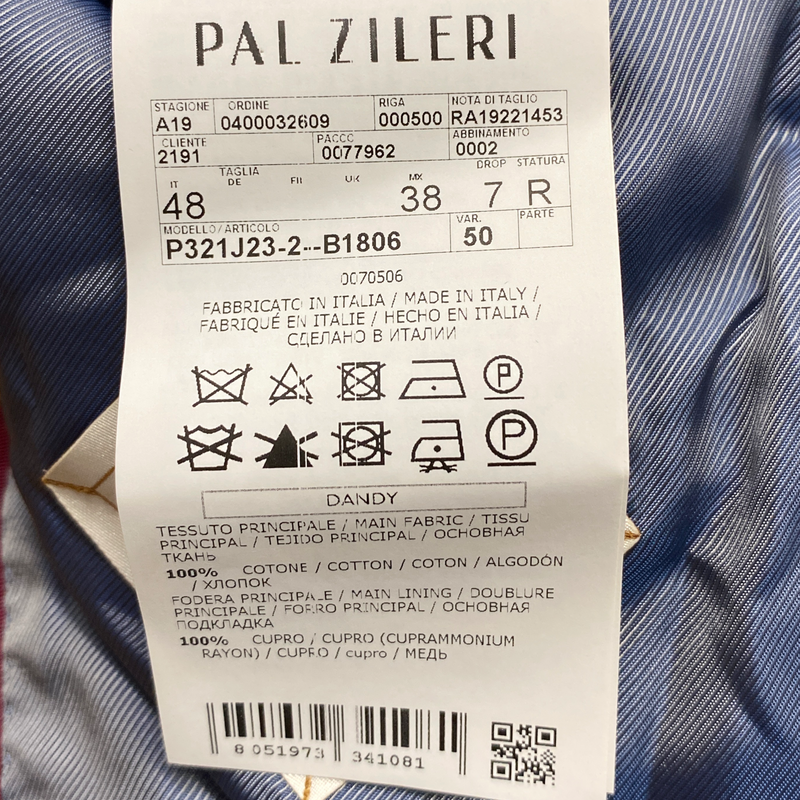 PAL ZILERI
STAGIONE ORDINE RIGA NOTA DI TAGLIO
A19 0400032609 000500 RA19221453
CLIENTE PACCO ABBINAMENTO
2191 0077962 0002
TAGLIA DROP STATURA
IT DE FR UK MX
48 38 7 R
MODELLO/ARTICOLO VAR. PARTE
P321J23-2--B1806 50
0070506
FABBRICATO IN ITALIA / MADE IN ITALY /
FABRIQUÉ EN ITALIE / HECHO EN ITALIA /
СДЕЛАНО В ИТАЛИИ
P
P
DANDY
TESSUTO PRINCIPALE / MAIN FABRIC / TISSU
PRINCIPAL / TEJIDO PRINCIPAL / ОСНОВНАЯ
ТКАНЬ
100% COTONE / COTTON / COTON / ALGODÓN
/ ХЛОПОК
FODERA PRINCIPALE / MAIN LINING / DOUBLURE
PRINCIPALE / FORRO PRINCIPAL / ОСНОВНАЯ
ПОДКЛАДКА
100% CUPRO / CUPRO (CUPRAMMONIUM
RAYON) / CUPRO / cupro / МЕДЬ
8 051973 341081